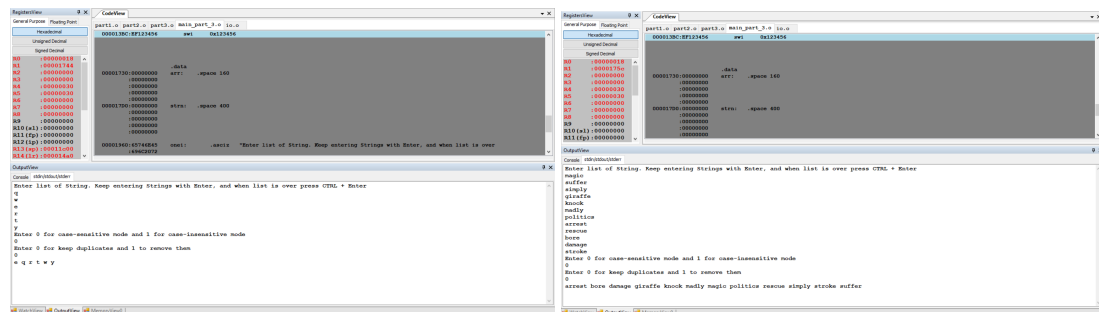 RegistersView
General Purpose Floating Point
Hexadecimal
Unsigned Decimal
Signed Decimal
R0 :00000018
R1 :00001744
R2 :00000000
R3 :00000000
R4 :00000030
R5 :00000030
R6 :00000000
R7 :00000000
R8 :00000000
R9 :00000000
R10(sl):00000000
R11(fp):00000000
R12(ip):00000000
R13(sp):00011c00
R14(lr):000014a0
CodeView
part1.o part2.o part3.o main_part_3.o io.o
000013BC:EF123456 swi 0x123456
.data
00001730:00000000 arr: .space 160
:00000000
:00000000
:00000000
000017D0:00000000 strn: .space 400
:00000000
:00000000
:00000000
00001960:65746E45 one1: .asciz "Enter list of String. Keep entering Strings with Enter, and when list is over
:696C2072
OutputView
Console stdin/stdout/stderr
Enter list of String. Keep entering Strings with Enter, and when list is over press CTRL + Enter
q
w
e
r
t
y
Enter 0 for case-sensitive mode and 1 for case-insensitive mode
0
Enter 0 for keep duplicates and 1 to remove them
0
e q r t w y
WatchView OutputView MemoryView0
RegistersView
General Purpose Floating Point
Hexadecimal
Unsigned Decimal
Signed Decimal
R0 :00000018
R1 :0000175c
R2 :00000000
R3 :00000000
R4 :00000030
R5 :00000030
R6 :00000000
R7 :00000000
R8 :00000000
R9 :00000000
R10(sl):00000000
R11(fp):00000000
CodeView
part1.o part2.o part3.o main_part_3.o io.o
000013BC:EF123456 swi 0x123456
.data
00001730:00000000 arr: .space 160
:00000000
:00000000
:00000000
000017D0:00000000 strn: .space 400
:00000000
:00000000
:00000000
OutputView
Console stdin/stdout/stderr
Enter list of String. Keep entering Strings with Enter, and when list is over press CTRL + Enter
magic
suffer
simply
giraffe
knock
madly
politics
arrest
rescue
bore
damage
stroke
Enter 0 for case-sensitive mode and 1 for case-insensitive mode
0
Enter 0 for keep duplicates and 1 to remove them
0
arrest bore damage giraffe knock madly magic politics rescue simply stroke suffer